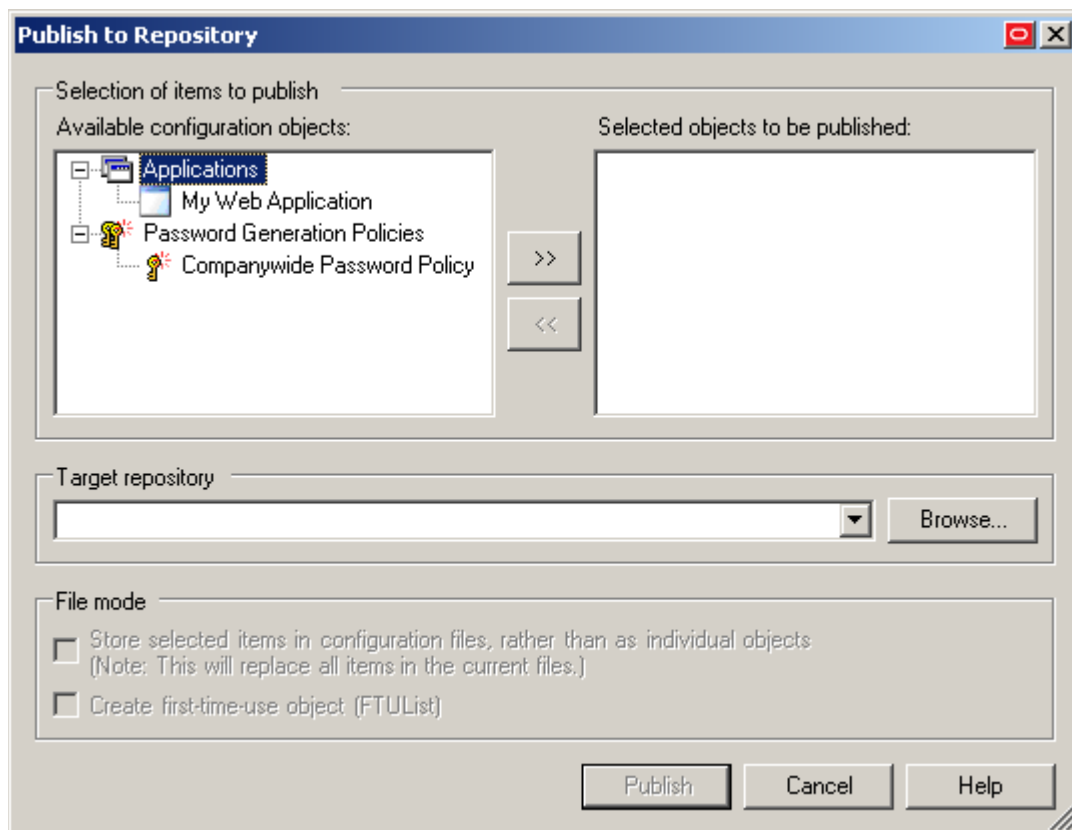 Publish to Repository
Selection of items to publish
Available configuration objects:
Selected objects to be published:
Applications
My Web Application
Password Generation Policies
Companywide Password Policy
>>
<<
Target repository
Browse...
File mode
Store selected items in configuration files, rather than as individual objects
(Note: This will replace all items in the current files.)
Create first-time-use object (FTUList)
Publish
Cancel
Help